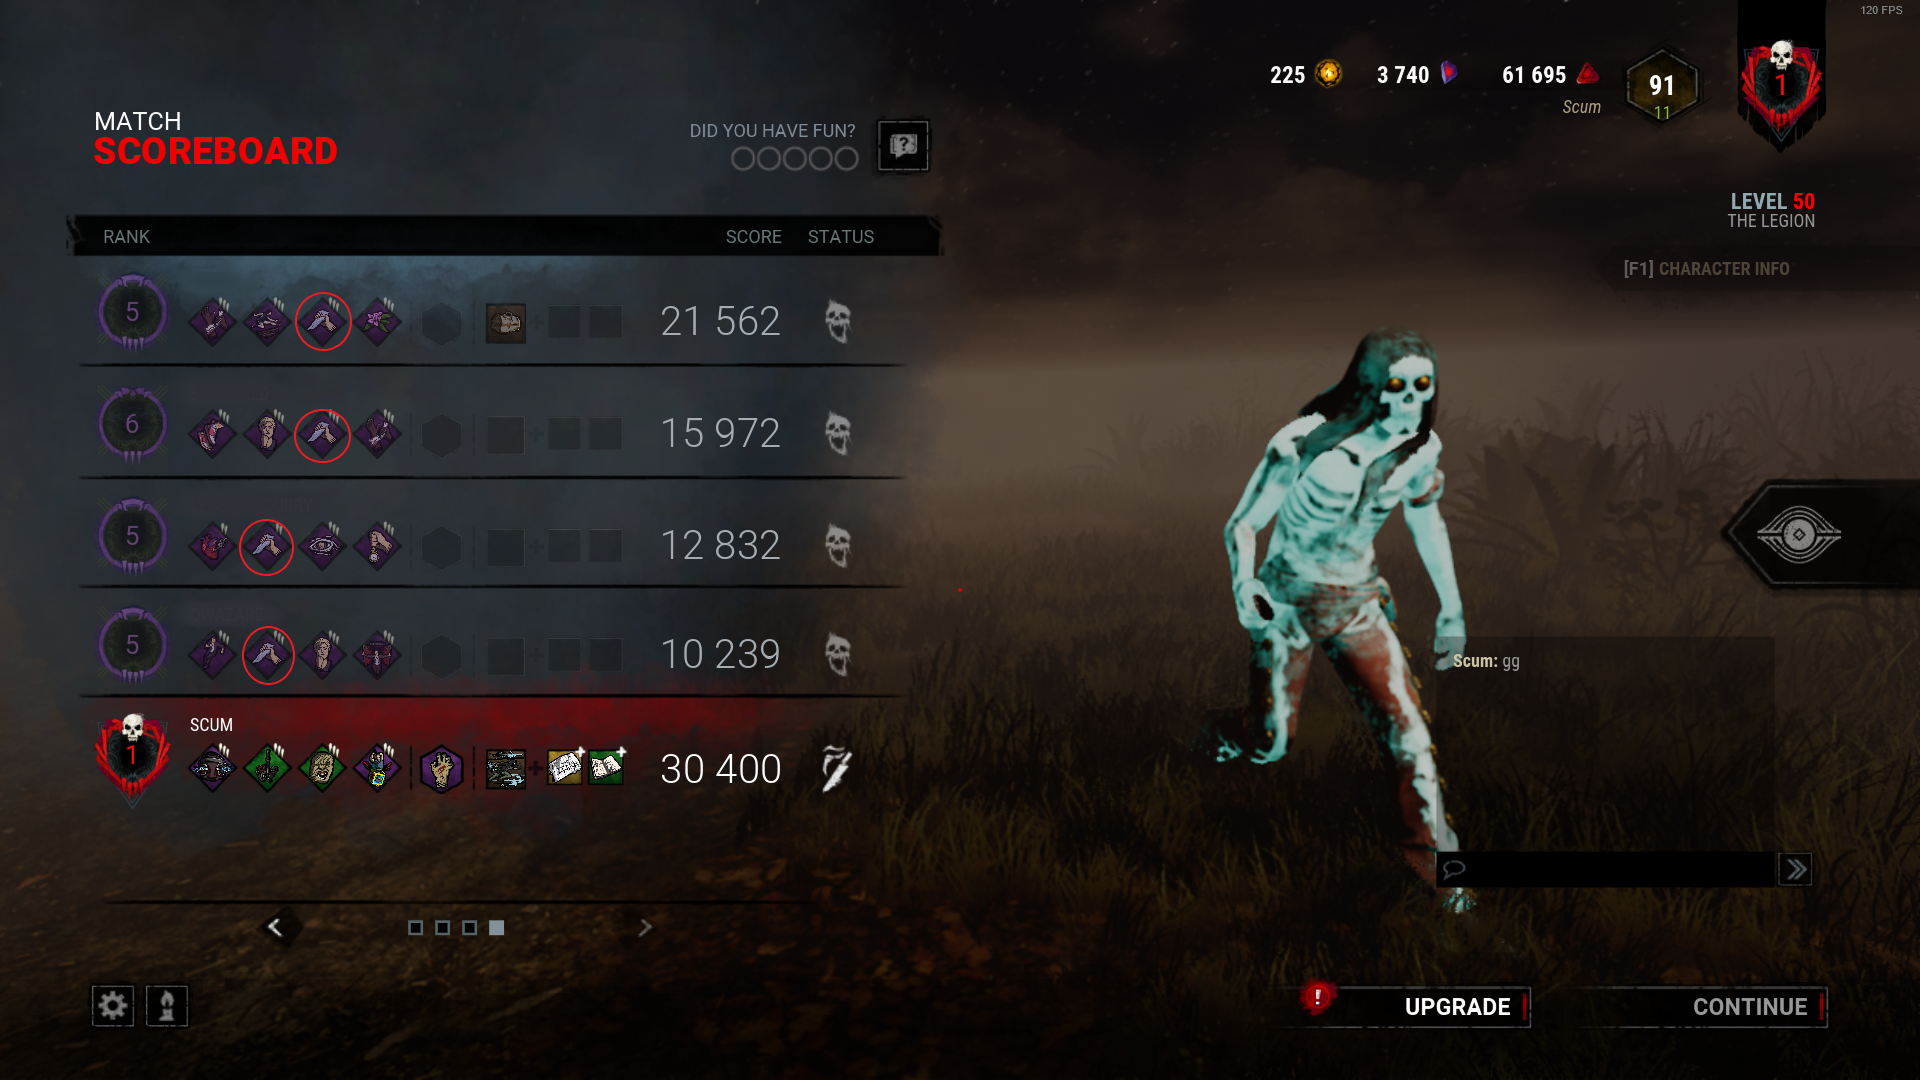 120 FPS
225
3 740
61 695
Scum
91
11
1
MATCH
SCOREBOARD
DID YOU HAVE FUN?
LEVEL 50
THE LEGION
[F1] CHARACTER INFO
RANK SCORE STATUS
5 21 562
6 15 972
5 12 832
5 10 239
SCUM
1 30 400
Scum: gg
UPGRADE
CONTINUE